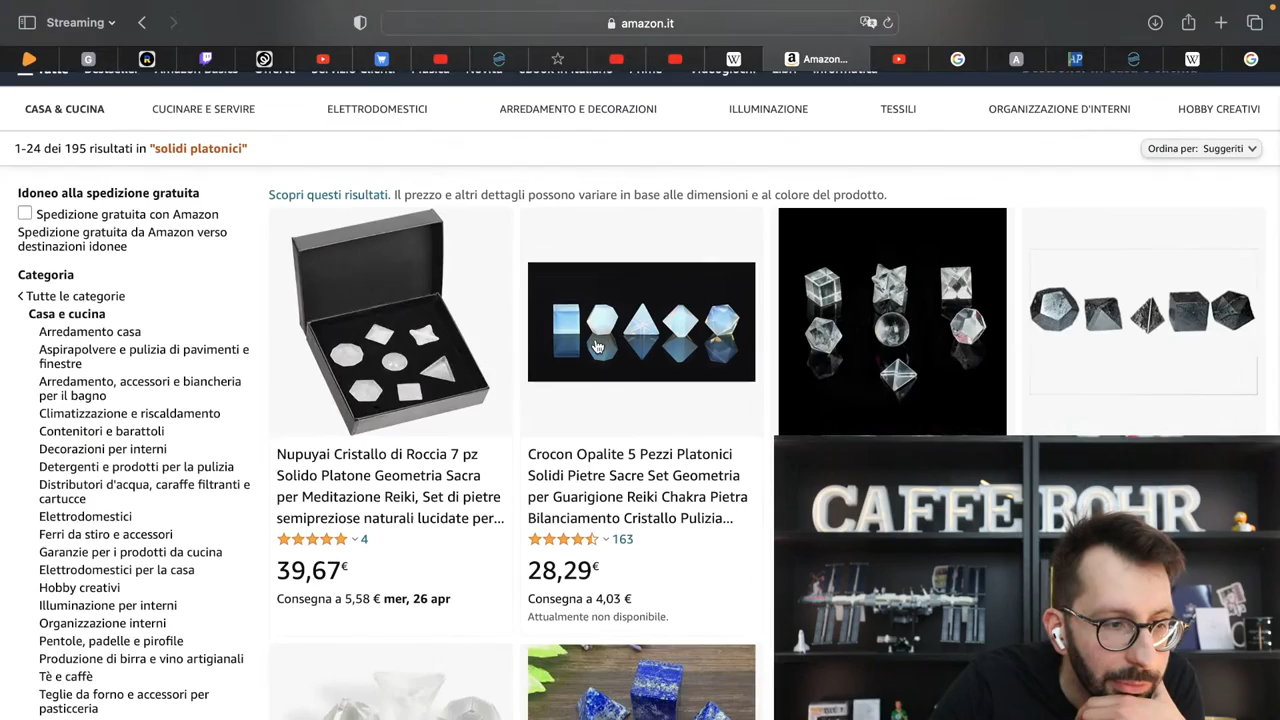 Streaming
amazon.it
Amazon...
CASA & CUCINA
CUCINARE E SERVIRE
ELETTRODOMESTICI
ARREDAMENTO E DECORAZIONI
ILLUMINAZIONE
TESSILI
ORGANIZZAZIONE D'INTERNI
HOBBY CREATIVI
1-24 dei 195 risultati in "solidi platonici"
Ordina per: Suggeriti
Idoneo alla spedizione gratuita
Spedizione gratuita con Amazon
Spedizione gratuita da Amazon verso
destinazioni idonee
Categoria
Tutte le categorie
Casa e cucina
Arredamento casa
Aspirapolvere e pulizia di pavimenti e
finestre
Arredamento, accessori e biancheria
per il bagno
Climatizzazione e riscaldamento
Contenitori e barattoli
Decorazioni per interni
Detergenti e prodotti per la pulizia
Distributori d'acqua, caraffe filtranti e
cartucce
Elettrodomestici
Ferri da stiro e accessori
Garanzie per i prodotti da cucina
Elettrodomestici per la casa
Hobby creativi
Illuminazione per interni
Organizzazione interni
Pentole, padelle e pirofile
Produzione di birra e vino artigianali
Tè e caffè
Teglie da forno e accessori per
pasticceria
Scopri questi risultati. Il prezzo e altri dettagli possono variare in base alle dimensioni e al colore del prodotto.
Nupuyai Cristallo di Roccia 7 pz
Solido Platone Geometria Sacra
per Meditazione Reiki, Set di pietre
semipreziose naturali lucidate per...
4
39,67€
Consegna a 5,58 € mer, 26 apr
Crocon Opalite 5 Pezzi Platonici
Solidi Pietre Sacre Set Geometria
per Guarigione Reiki Chakra Pietra
Bilanciamento Cristallo Pulizia...
163
28,29€
Consegna a 4,03 €
Attualmente non disponibile.
CAFFE BOHR